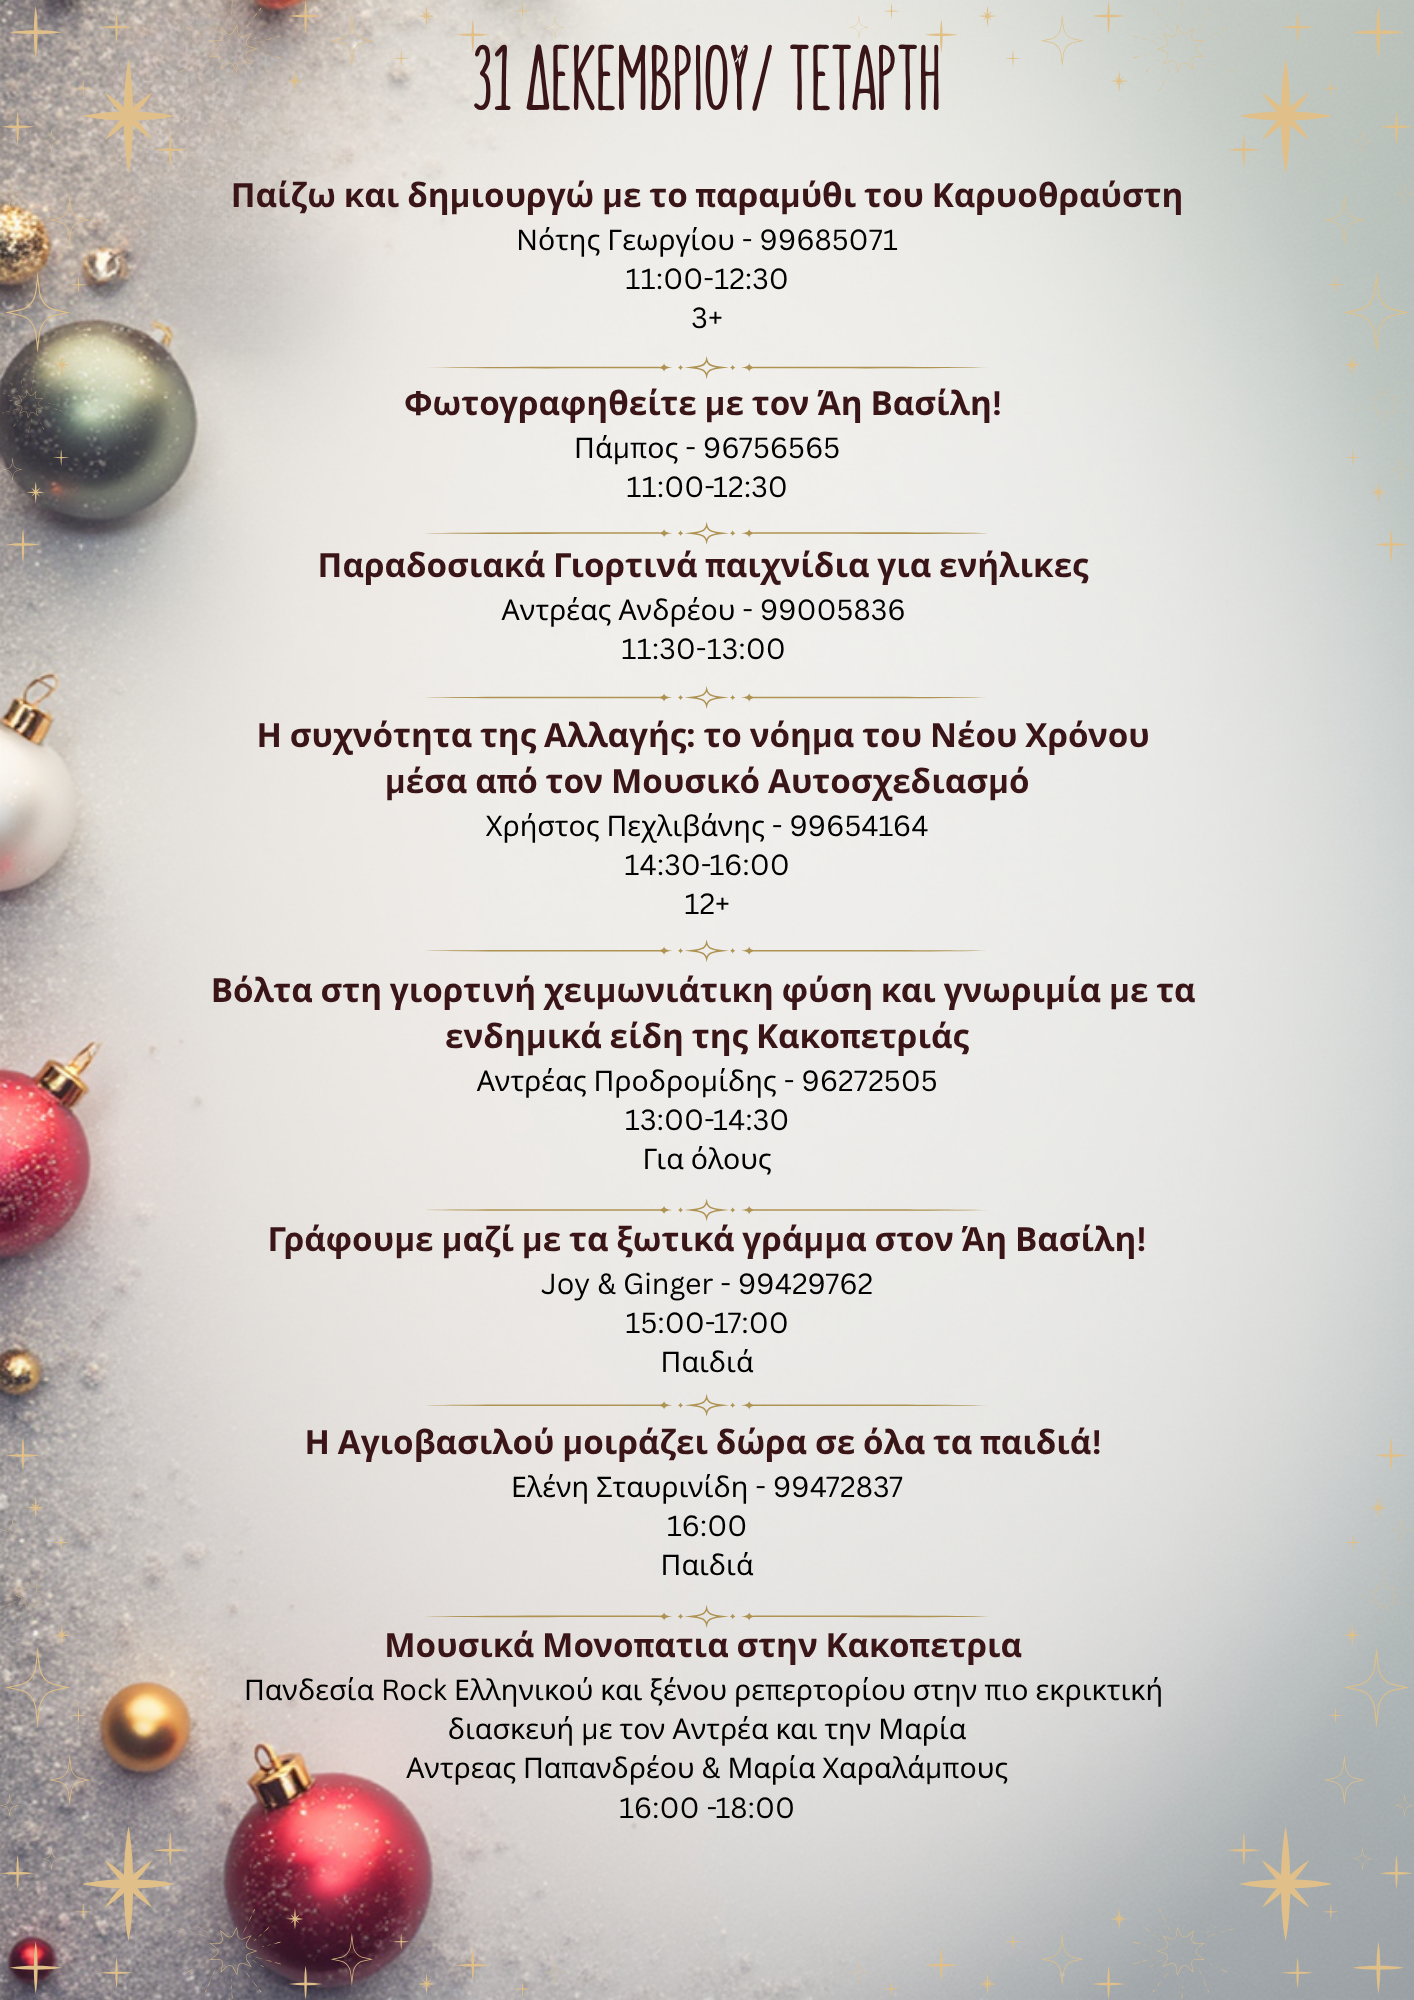 31 ΔΕΚΕΜΒΡΙΟΥ/ ΤΕΤΑΡΤΗ
Παίζω και δημιουργώ με το παραμύθι του Καρυοθραύστη
Νότης Γεωργίου - 99685071
11:00-12:30
3+
Φωτογραφηθείτε με τον Άη Βασίλη!
Πάμπος - 96756565
11:00-12:30
Παραδοσιακά Γιορτινά παιχνίδια για ενήλικες
Αντρέας Ανδρέου - 99005836
11:30-13:00
Η συχνότητα της Αλλαγής: το νόημα του Νέου Χρόνου
μέσα από τον Μουσικό Αυτοσχεδιασμό
Χρήστος Πεχλιβάνης - 99654164
14:30-16:00
12+
Βόλτα στη γιορτινή χειμωνιάτικη φύση και γνωριμία με τα
ενδημικά είδη της Κακοπετριάς
Αντρέας Προδρομίδης - 96272505
13:00-14:30
Για όλους
Γράφουμε μαζί με τα ξωτικά γράμμα στον Άη Βασίλη!
Joy & Ginger - 99429762
15:00-17:00
Παιδιά
Η Αγιοβασιλού μοιράζει δώρα σε όλα τα παιδιά!
Ελένη Σταυρινίδη - 99472837
16:00
Παιδιά
Μουσικά Μονοπατια στην Κακοπετρια
Πανδεσία Rock Ελληνικού και ξένου ρεπερτορίου στην πιο εκρικτική
διασκευή με τον Αντρέα και την Μαρία
Αντρεας Παπανδρέου & Μαρία Χαραλάμπους
16:00 -18:00